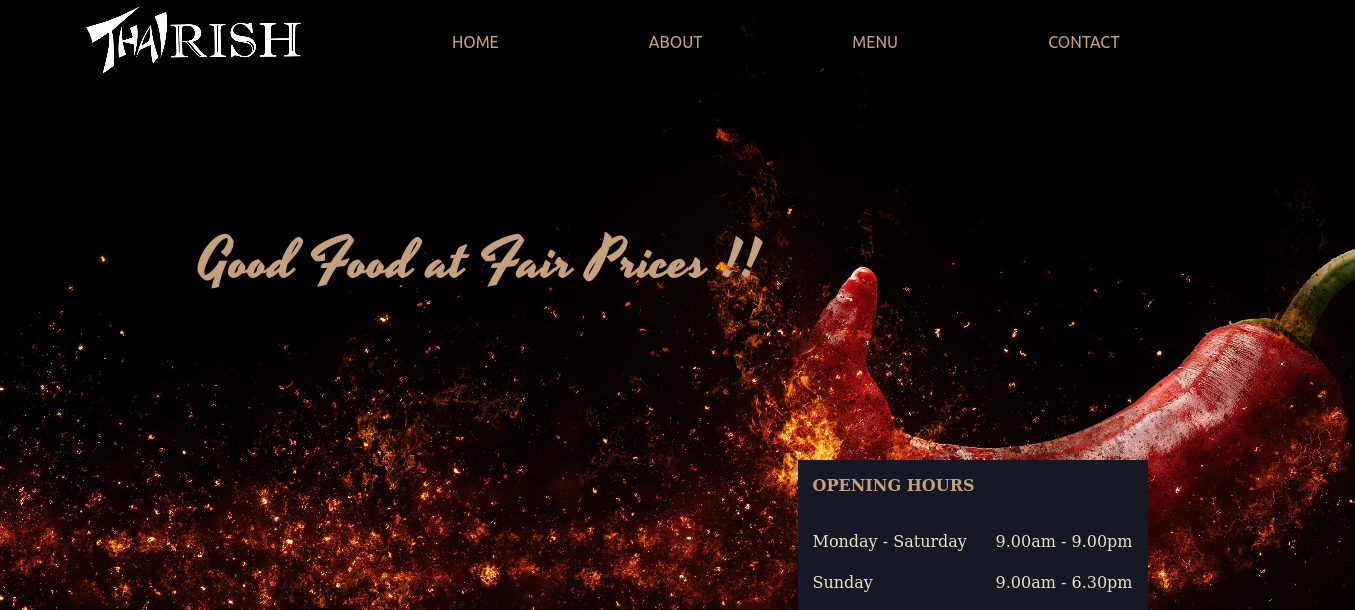 THARISH
HOME ABOUT MENU CONTACT
Good Food at Fair Prices !!
OPENING HOURS
Monday - Saturday 9.00am - 9.00pm
Sunday 9.00am - 6.30pm